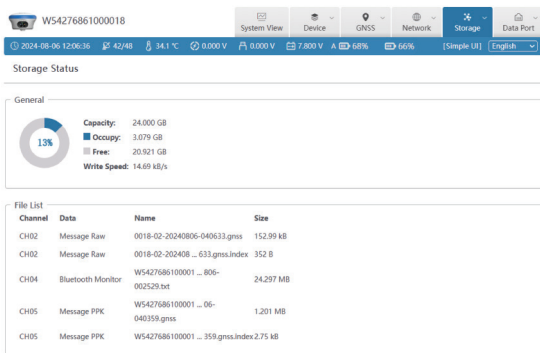 WS4276861000018
System View
Device
GNSS
Network
Storage
Data Port
2024-08-06 12:06:36 42/48 34.1 ℃ 0.000 V 0.000 V 7.800 V A 68% 66% [Simple UI] English
Storage Status
General
13%
Capacity: 24.000 GB
Occupy: 3.079 GB
Free: 20.921 GB
Write Speed: 14.69 kB/s
File List
Channel Data Name Size
CH02 Message Raw 0018-02-20240806-040633.gnss 152.99 kB
CH02 Message Raw 0018-02-202408 ... 633.gnss.index 352 B
CH04 Bluetooth Monitor W5427686100001 ... 806-
002529.txt 24.297 MB
CH05 Message PPK W5427686100001 ... 06-
040359.gnss 1.201 MB
CH05 Message PPK W5427686100001 ... 359.gnss.index 2.75 kB